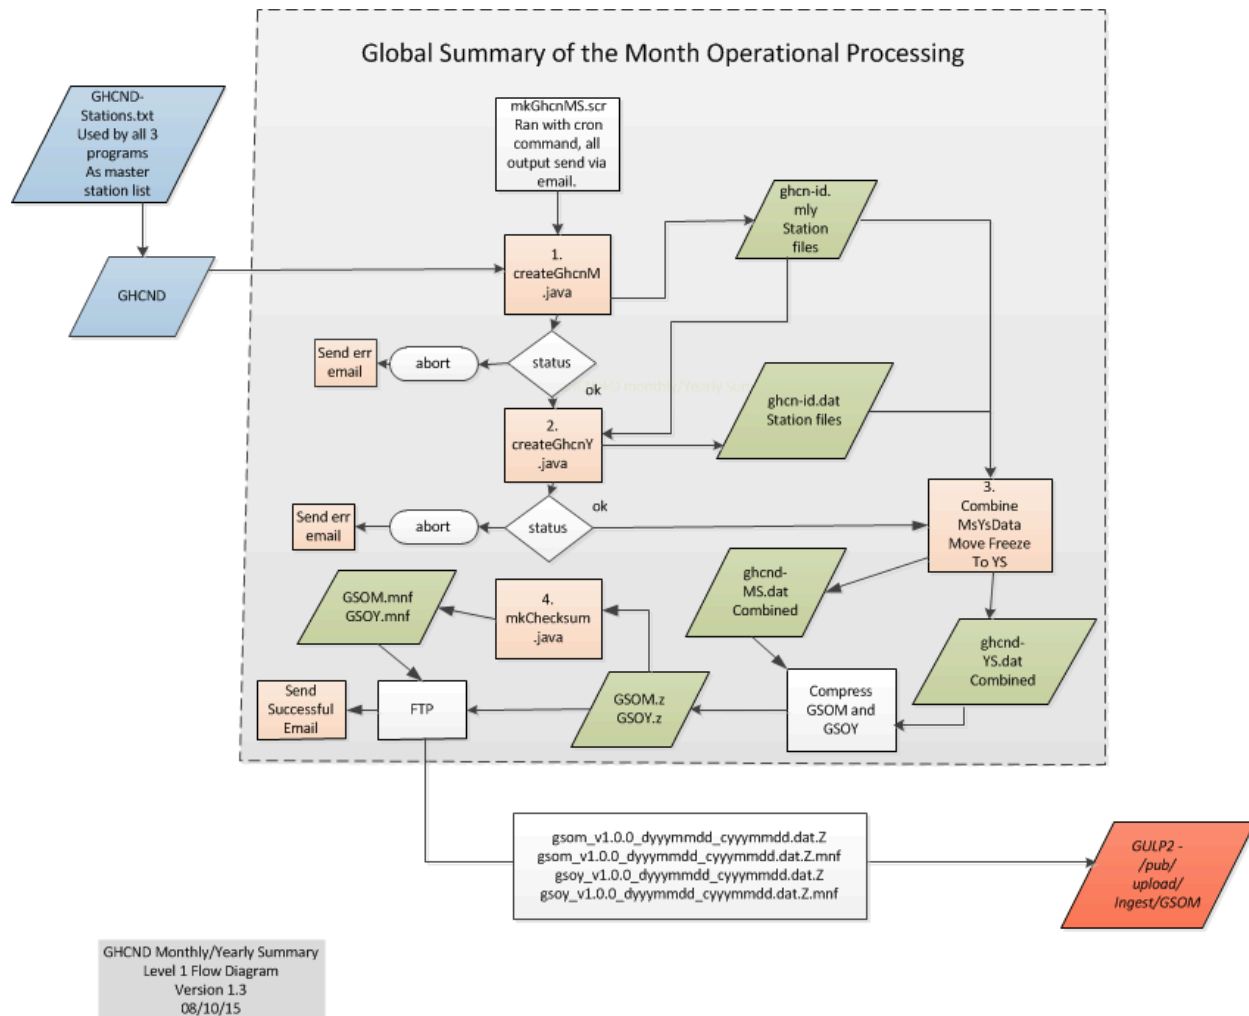 Global Summary of the Month Operational Processing
GHCND-
Stations.txt
Used by all 3
programs
As master
station list
mkGhcnMS.scr
Ran with cron
command, all
output send via
email.
ghcn-id.
mly
Station
files
1.
createGhcnM
.java
GHCND
Send err
email
abort
status
ok
ghcn-id.dat
Station files
2.
createGhcnY
.java
Send err
email
abort
status
ok
3.
Combine
MsYsData
Move Freeze
To YS
GSOM.mnf
GSOY.mnf
4.
mkChecksum
.java
ghcnd-
MS.dat
Combined
ghcnd-
YS.dat
Combined
Send
Successful
Email
FTP
GSOM.z
GSOY.z
Compress
GSOM and
GSOY
gsom_v1.0.0_dyyymmdd_cyyymmdd.dat.Z
gsom_v1.0.0_dyyymmdd_cyyymmdd.dat.Z.mnf
gsoy_v1.0.0_dyyymmdd_cyyymmdd.dat.Z
gsoy_v1.0.0_dyyymmdd_cyyymmdd.dat.Z.mnf
GULP2 -
/pub/
upload/
Ingest/GSOM
GHCND Monthly/Yearly Summary
Level 1 Flow Diagram
Version 1.3
08/10/15